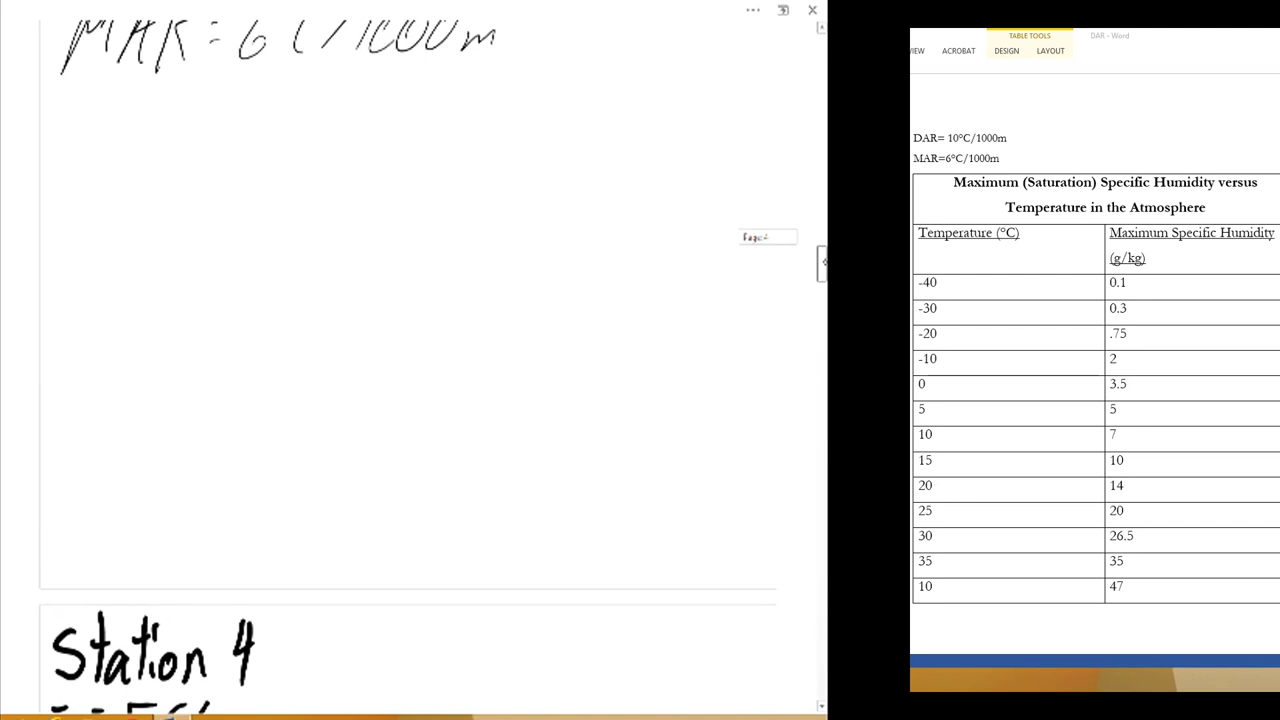 MAR = 6 C / 1000 m
Page 4
Station 4
TABLE TOOLS
DAR - Word
IEW ACROBAT DESIGN LAYOUT
DAR= 10°C/1000m
MAR=6°C/1000m
Maximum (Saturation) Specific Humidity versus
Temperature in the Atmosphere
Temperature (°C) Maximum Specific Humidity
(g/kg)
-40 0.1
-30 0.3
-20 .75
-10 2
0 3.5
5 5
10 7
15 10
20 14
25 20
30 26.5
35 35
10 47